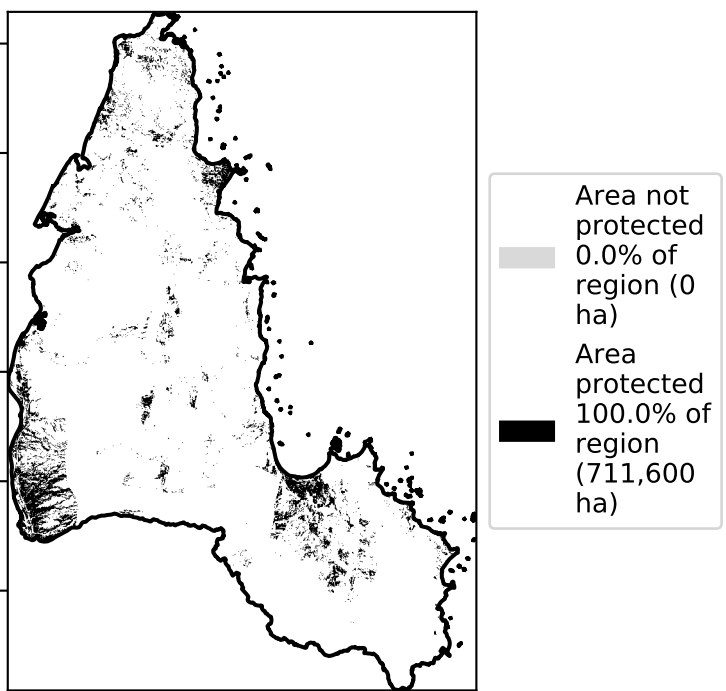 Area not
protected
0.0% of
region (0
ha)
Area
protected
100.0% of
region
(711,600
ha)